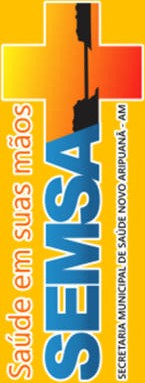 Saúde em suas mãos
SEMSA
SECRETARIA MUNICIPAL DE SAÚDE NOVO ARIPUANÃ - AM